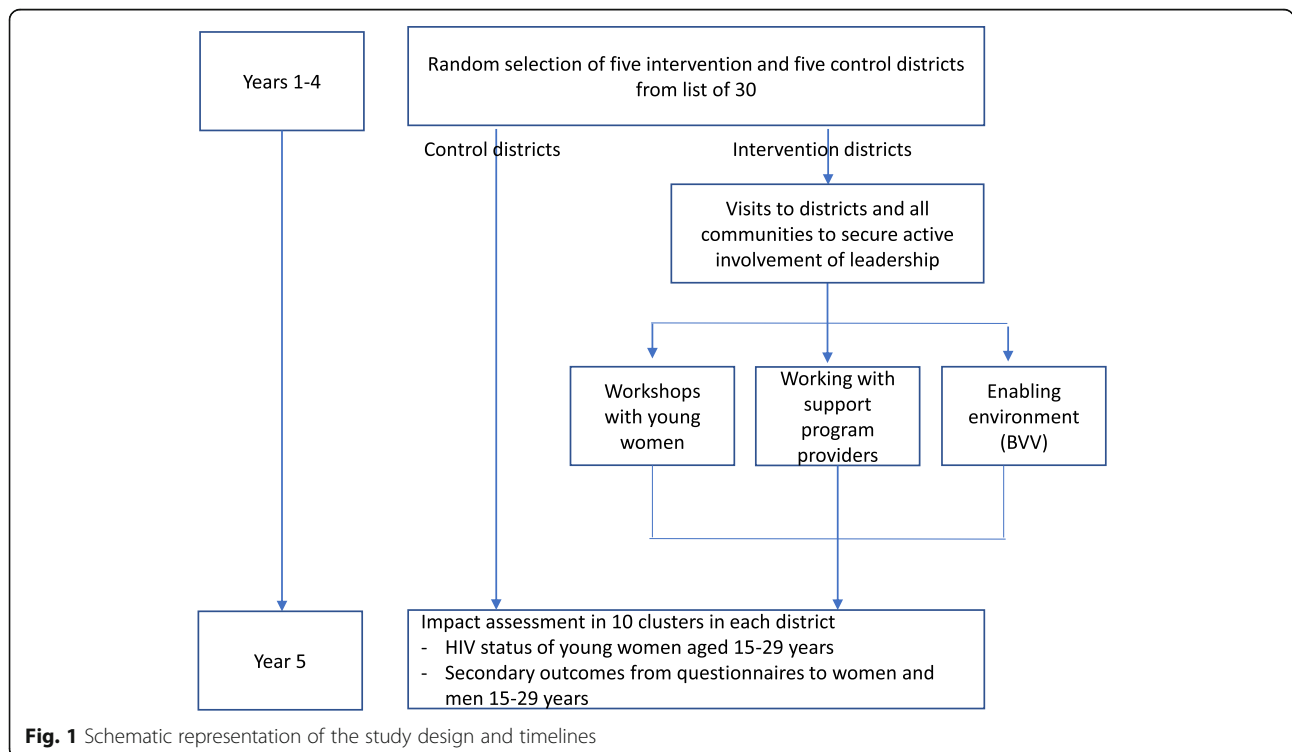 Years 1-4
Random selection of five intervention and five control districts
from list of 30
Control districts
Intervention districts
Visits to districts and all
communities to secure active
involvement of leadership
Workshops
with young
women
Working with
support
program
providers
Enabling
environment
(BVV)
Year 5
Impact assessment in 10 clusters in each district
- HIV status of young women aged 15-29 years
- Secondary outcomes from questionnaires to women and
men 15-29 years
Fig. 1 Schematic representation of the study design and timelines